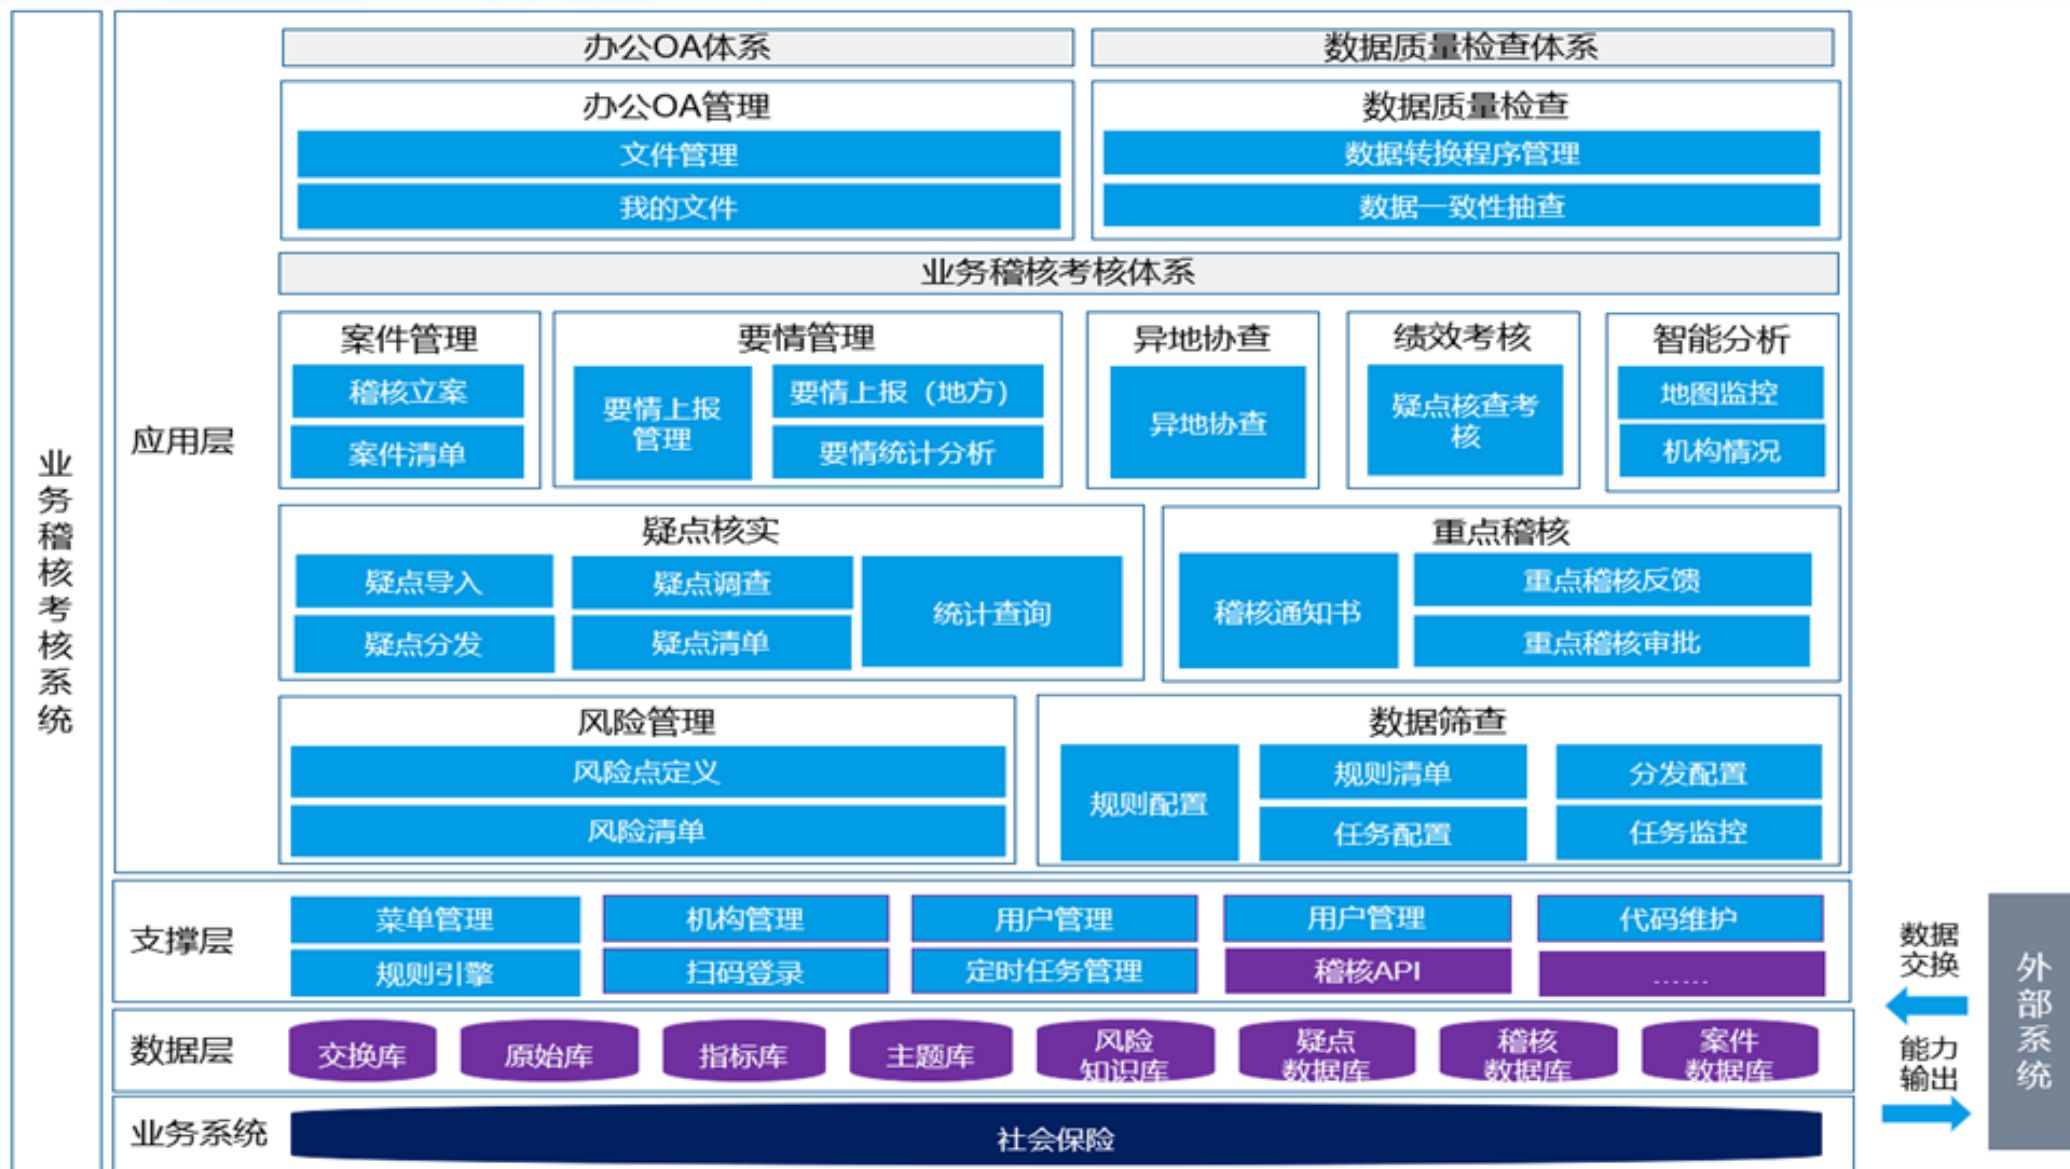 业务稽核考核系统
应用层
办公OA体系
数据质量检查体系
办公OA管理
文件管理
我的文件
数据质量检查
数据转换程序管理
数据一致性抽查
业务稽核考核体系
案件管理
稽核立案
案件清单
要情管理
要情上报
管理
要情上报（地方）
要情统计分析
异地协查
异地协查
绩效考核
疑点核查考
核
智能分析
地图监控
机构情况
疑点核实
疑点导入
疑点调查
统计查询
疑点分发
疑点清单
重点稽核
稽核通知书
重点稽核反馈
重点稽核审批
风险管理
风险点定义
风险清单
数据筛查
规则配置
规则清单
分发配置
任务配置
任务监控
支撑层
菜单管理
机构管理
用户管理
用户管理
代码维护
规则引擎
扫码登录
定时任务管理
稽核API
......
数据层
交换库
原始库
指标库
主题库
风险
知识库
疑点
数据库
稽核
数据库
案件
数据库
业务系统
社会保险
数据
交换
能力
输出
外部系统